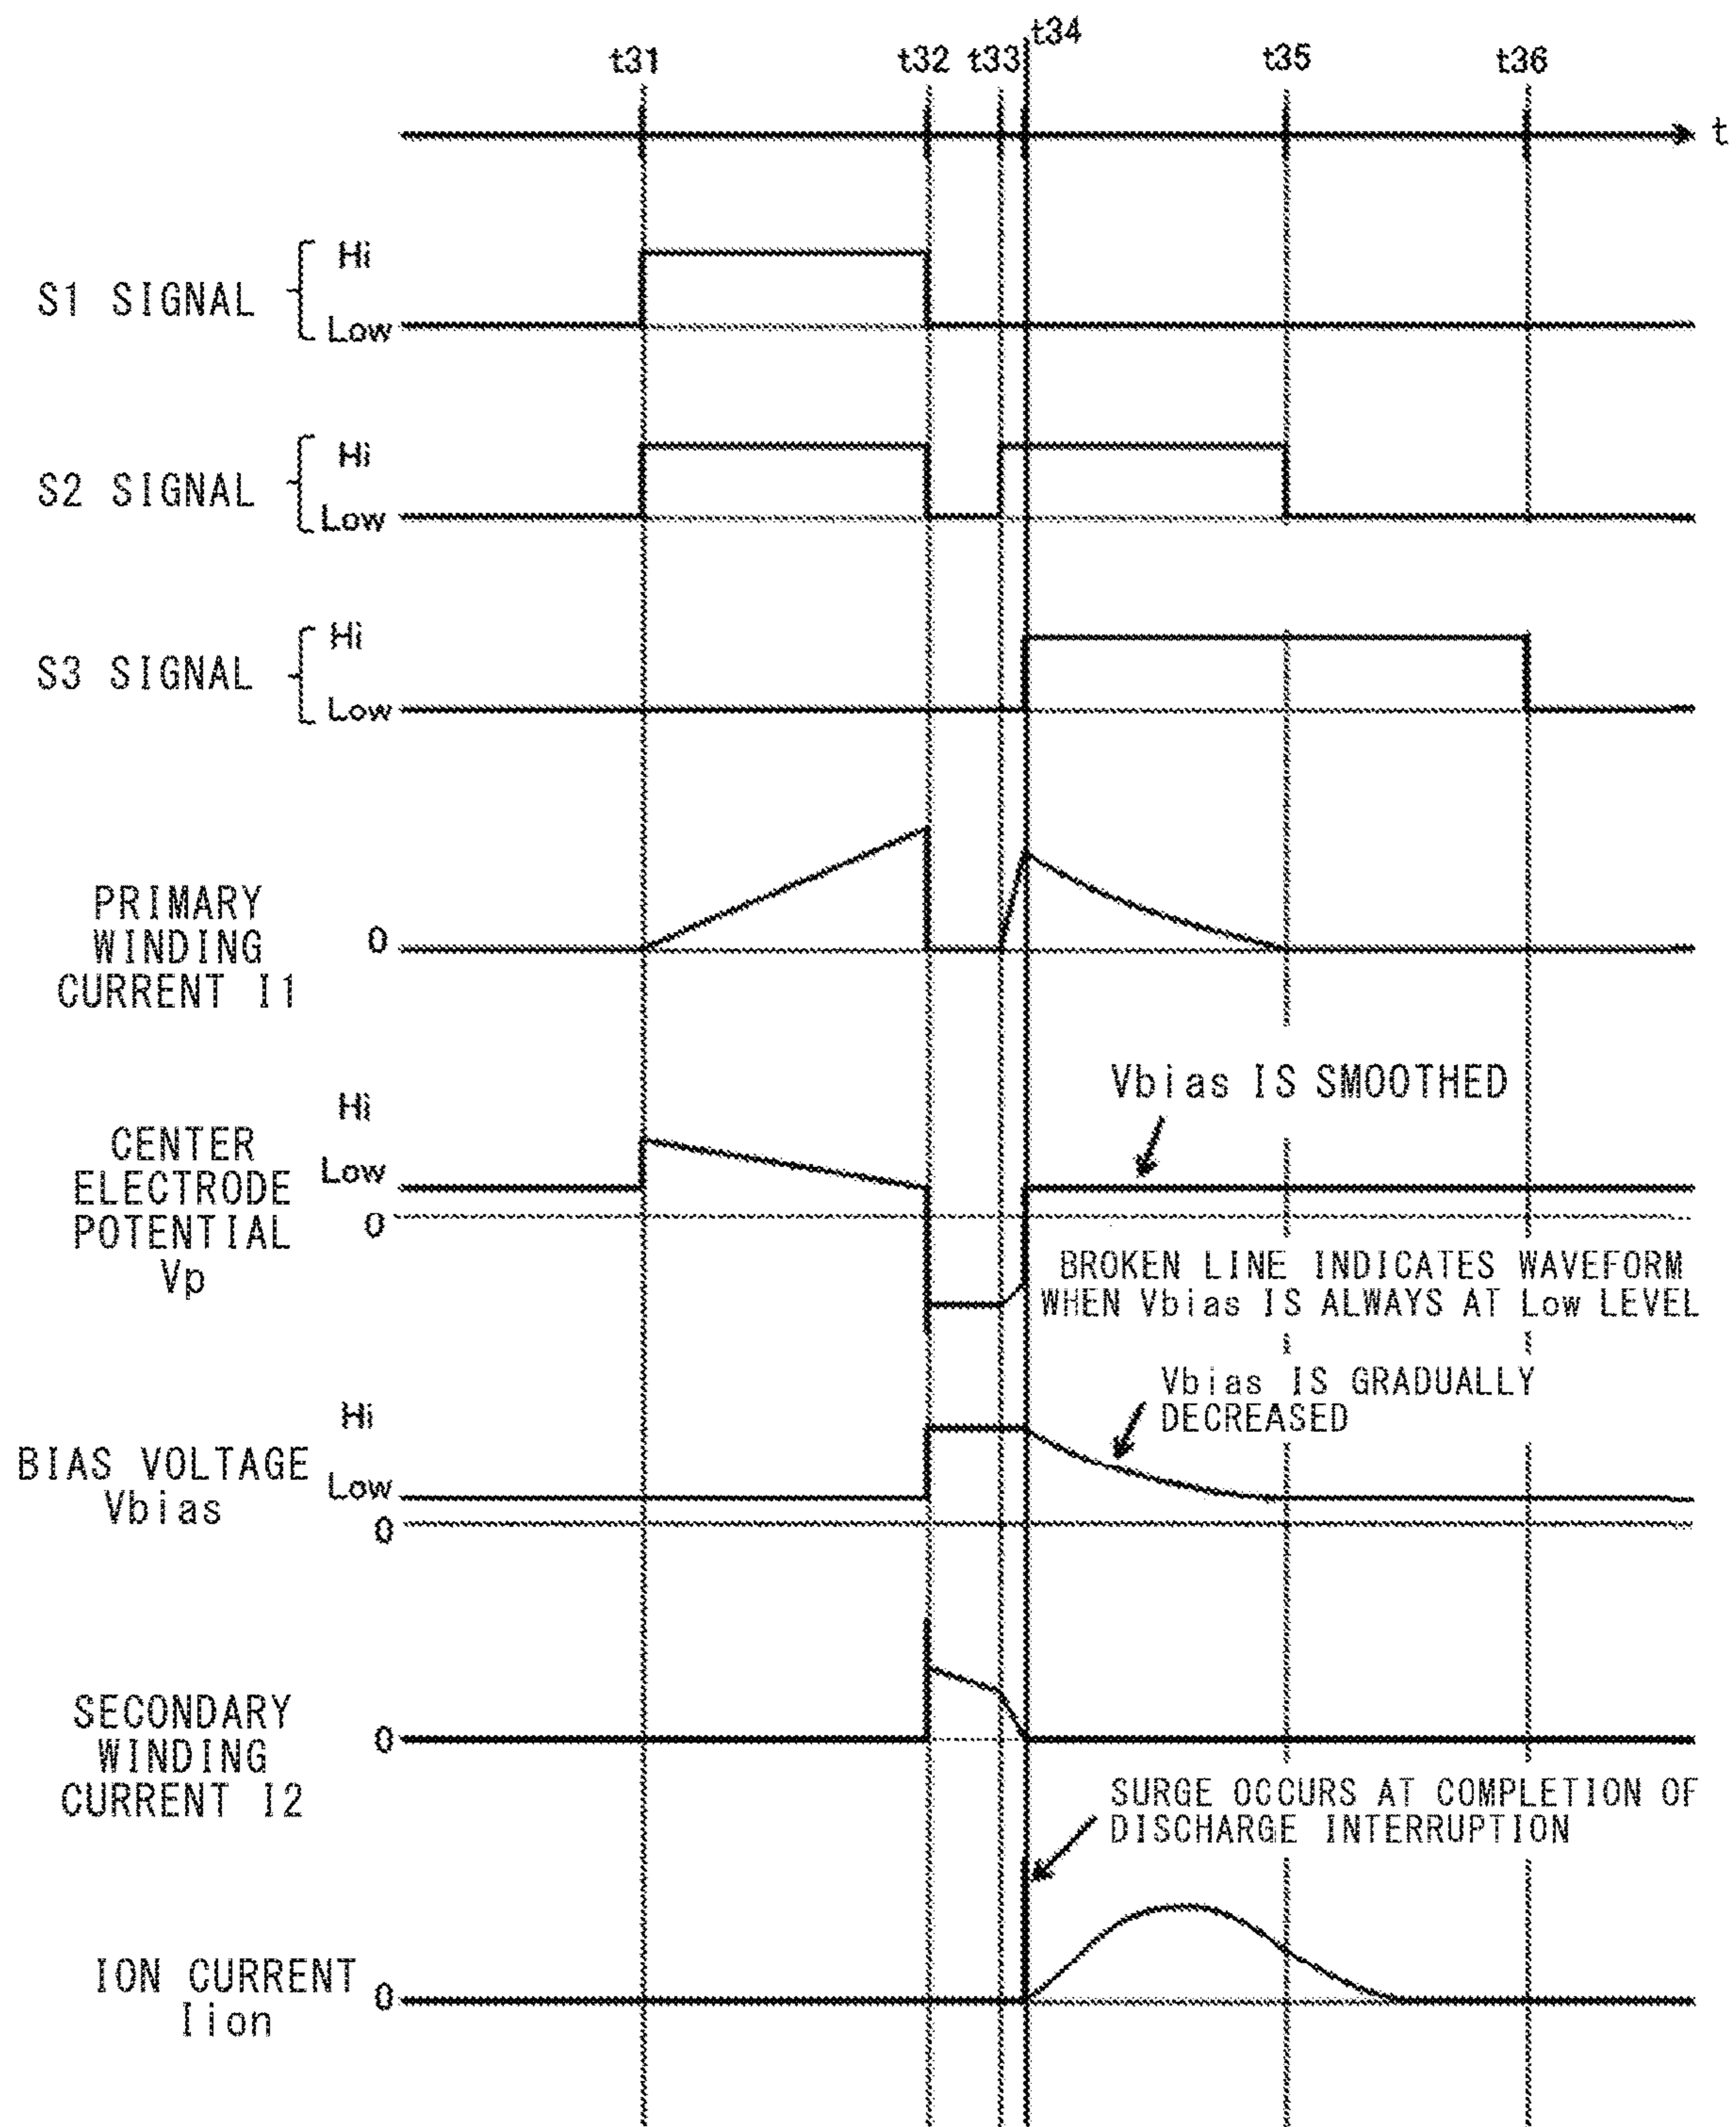 t34
t31
t32
t33
t35
t36
t
Hi
S1 SIGNAL
Low
Hi
S2 SIGNAL
Low
Hi
S3 SIGNAL
Low
PRIMARY
WINDING
CURRENT I1
0
Vbias IS SMOOTHED
Hi
CENTER
ELECTRODE
POTENTIAL
Vp
Low
0
BROKEN LINE INDICATES WAVEFORM
WHEN Vbias IS ALWAYS AT Low LEVEL
Vbias IS GRADUALLY
DECREASED
Hi
BIAS VOLTAGE
Vbias
Low
0
SECONDARY
WINDING
CURRENT I2
0
SURGE OCCURS AT COMPLETION OF
DISCHARGE INTERRUPTION
ION CURRENT
Iion
0